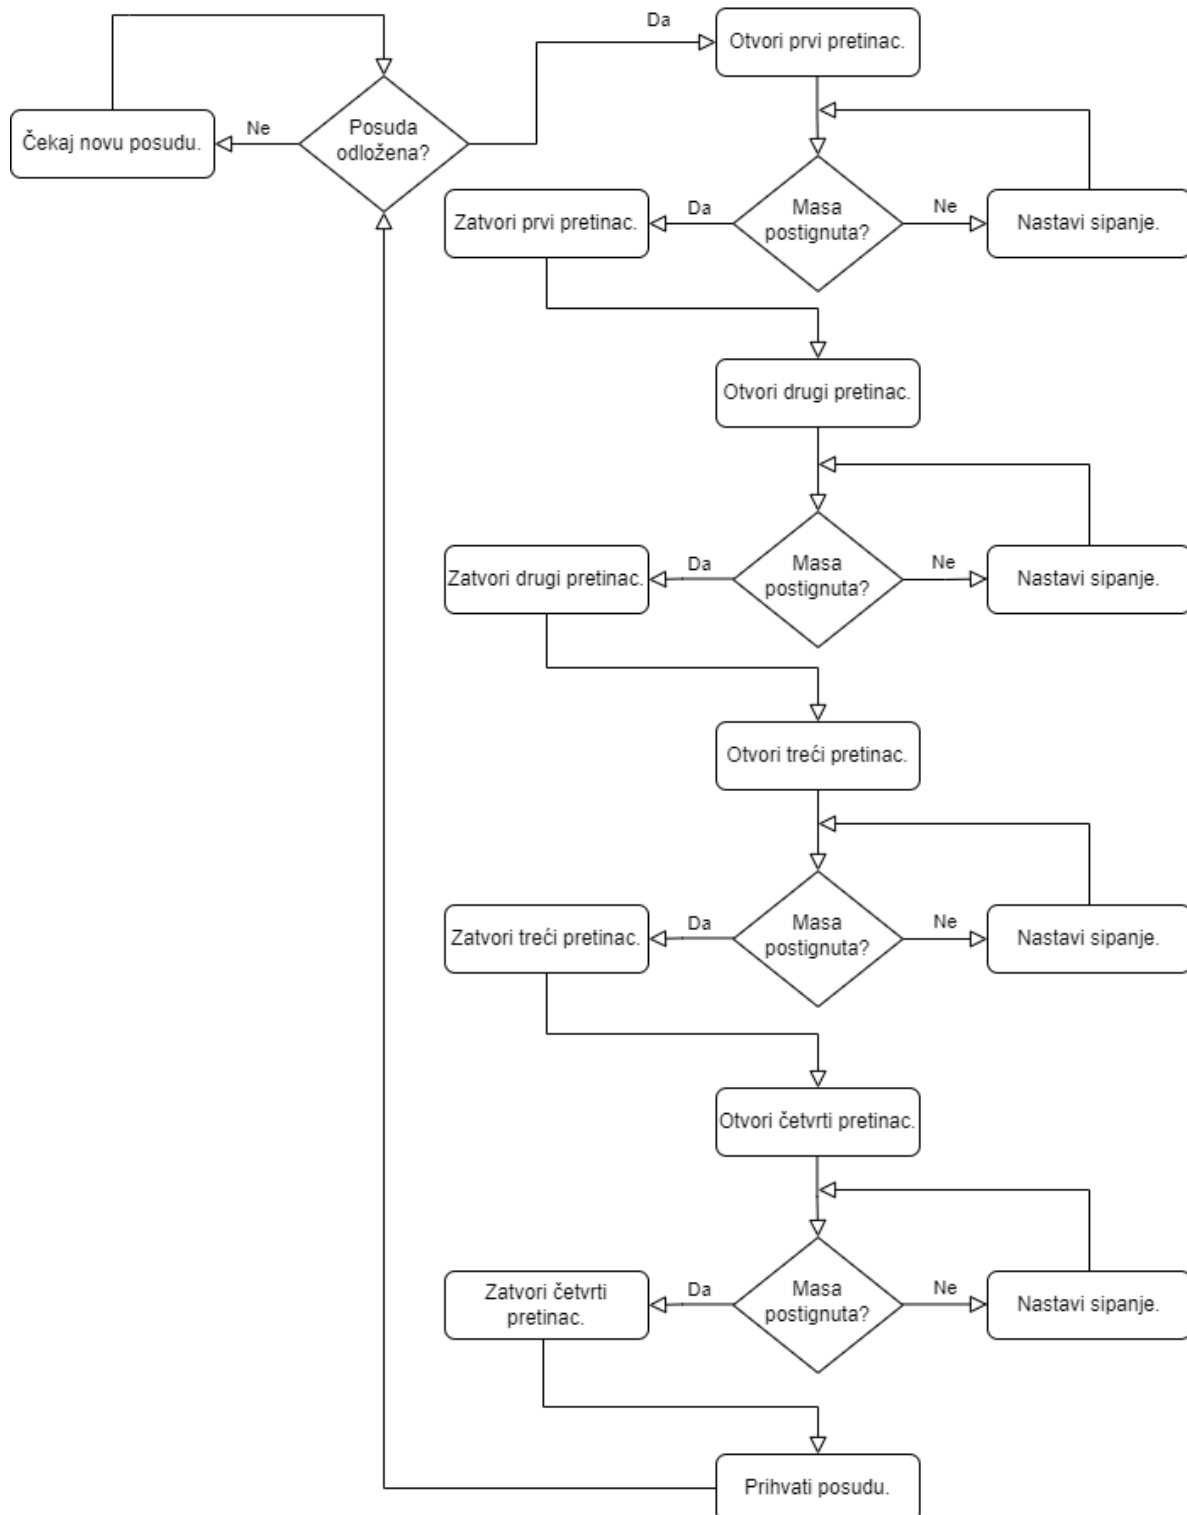 Da
Otvori prvi pretinac.
Čekaj novu posudu.
Ne
Posuda
odložena?
Zatvori prvi pretinac.
Da
Masa
postignuta?
Ne
Nastavi sipanje.
Otvori drugi pretinac.
Zatvori drugi pretinac.
Da
Masa
postignuta?
Ne
Nastavi sipanje.
Otvori treći pretinac.
Zatvori treći pretinac.
Da
Masa
postignuta?
Ne
Nastavi sipanje.
Otvori četvrti pretinac.
Zatvori četvrti
pretinac.
Da
Masa
postignuta?
Ne
Nastavi sipanje.
Prihvati posudu.